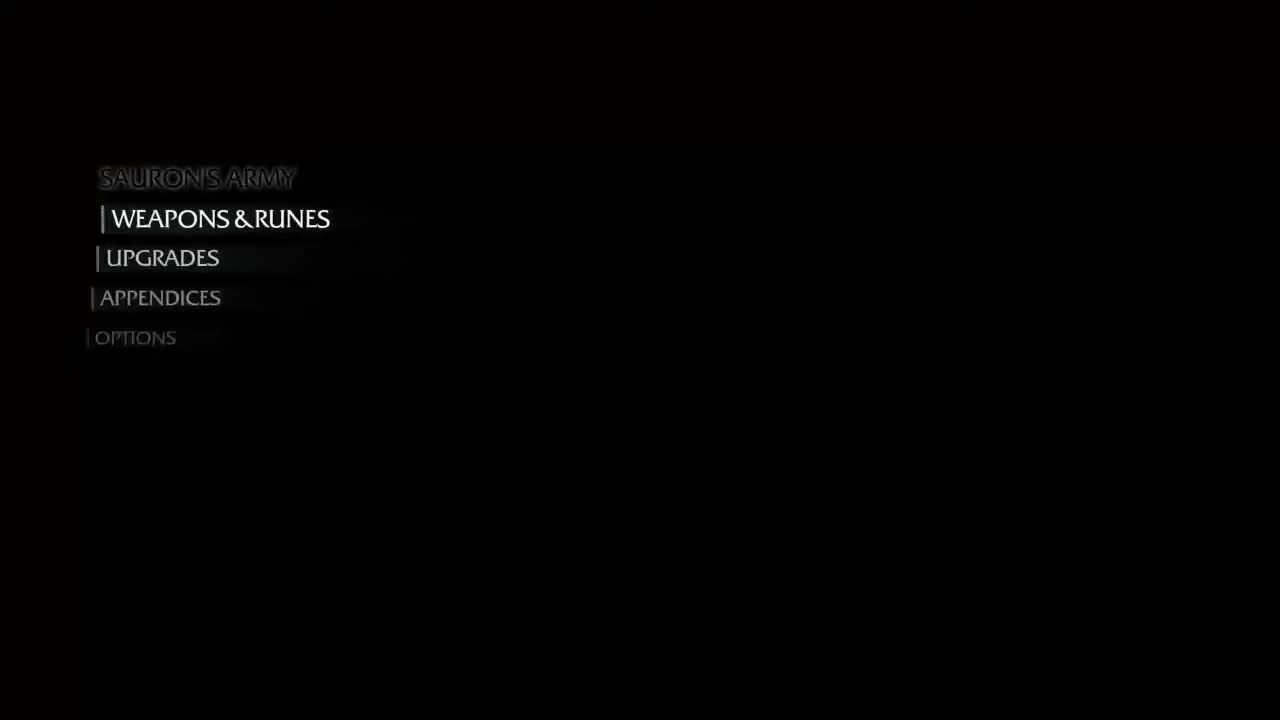 SAURON'S ARMY
WEAPONS & RUNES
UPGRADES
APPENDICES
OPTIONS